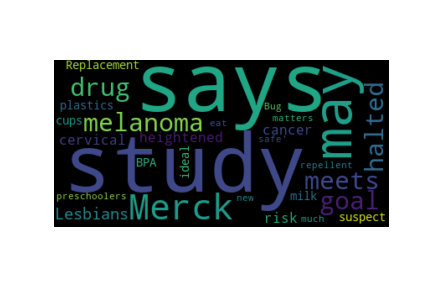 Replacement
says
may
drug
plastics
Bug
matters
halted
cups
melanoma
eat
cancer
cervical
heightened
safe'
study
BPA
ideal
repellent
meets
preschoolers
new
milk
goal
Lesbians
Merck
risk
much
suspect